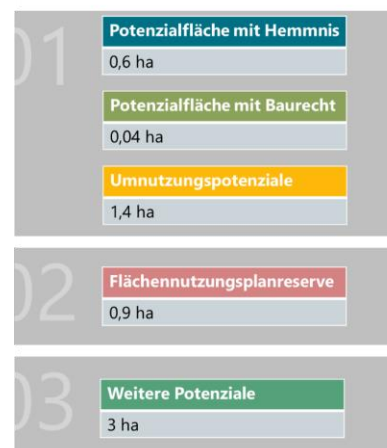 01
Potenzialfläche mit Hemmnis
0,6 ha
Potenzialfläche mit Baurecht
0,04 ha
Umnutzungspotenziale
1,4 ha
02
Flächennutzungsplanreserve
0,9 ha
03
Weitere Potenziale
3 ha